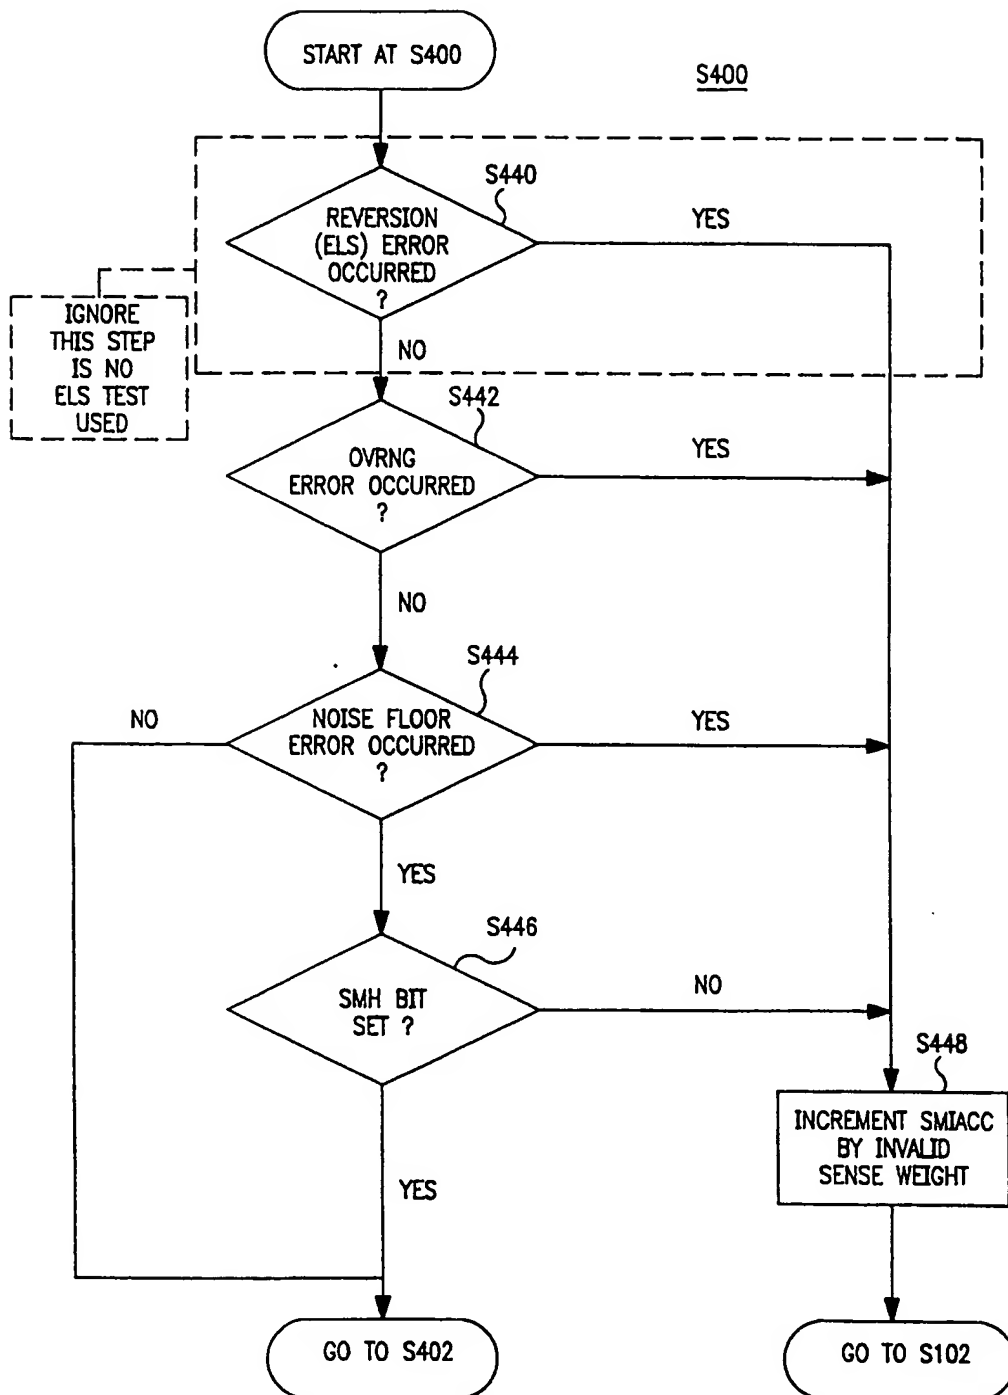 START AT S400
S400
S440
REVERSION
(ELS) ERROR
OCCURRED
?
YES
IGNORE
THIS STEP
IS NO
ELS TEST
USED
NO
S442
OVRNG
ERROR OCCURRED
?
YES
NO
S444
NO
NOISE FLOOR
ERROR OCCURRED
?
YES
YES
S446
SMH BIT
SET ?
NO
S448
INCREMENT SMIACC
BY INVALID
SENSE WEIGHT
YES
GO TO S402
GO TO S102